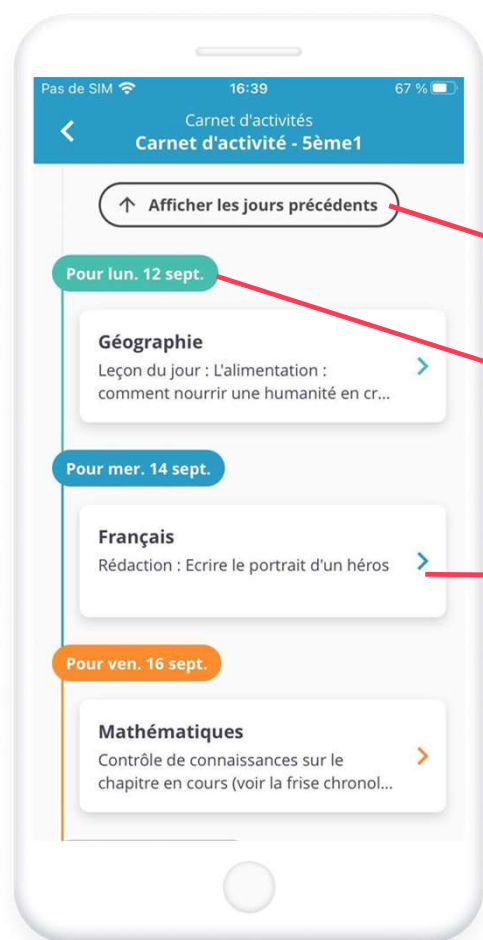 Pas de SIM 16:39 67 %
Carnet d'activités
Carnet d'activité - 5ème1
Afficher les jours précédents
Pour lun. 12 sept.
Géographie
Leçon du jour : L'alimentation :
comment nourrir une humanité en cr...
Pour mer. 14 sept.
Français
Rédaction : Ecrire le portrait d'un héros
Pour ven. 16 sept.
Mathématiques
Contrôle de connaissances sur le
chapitre en cours (voir la frise chronol...